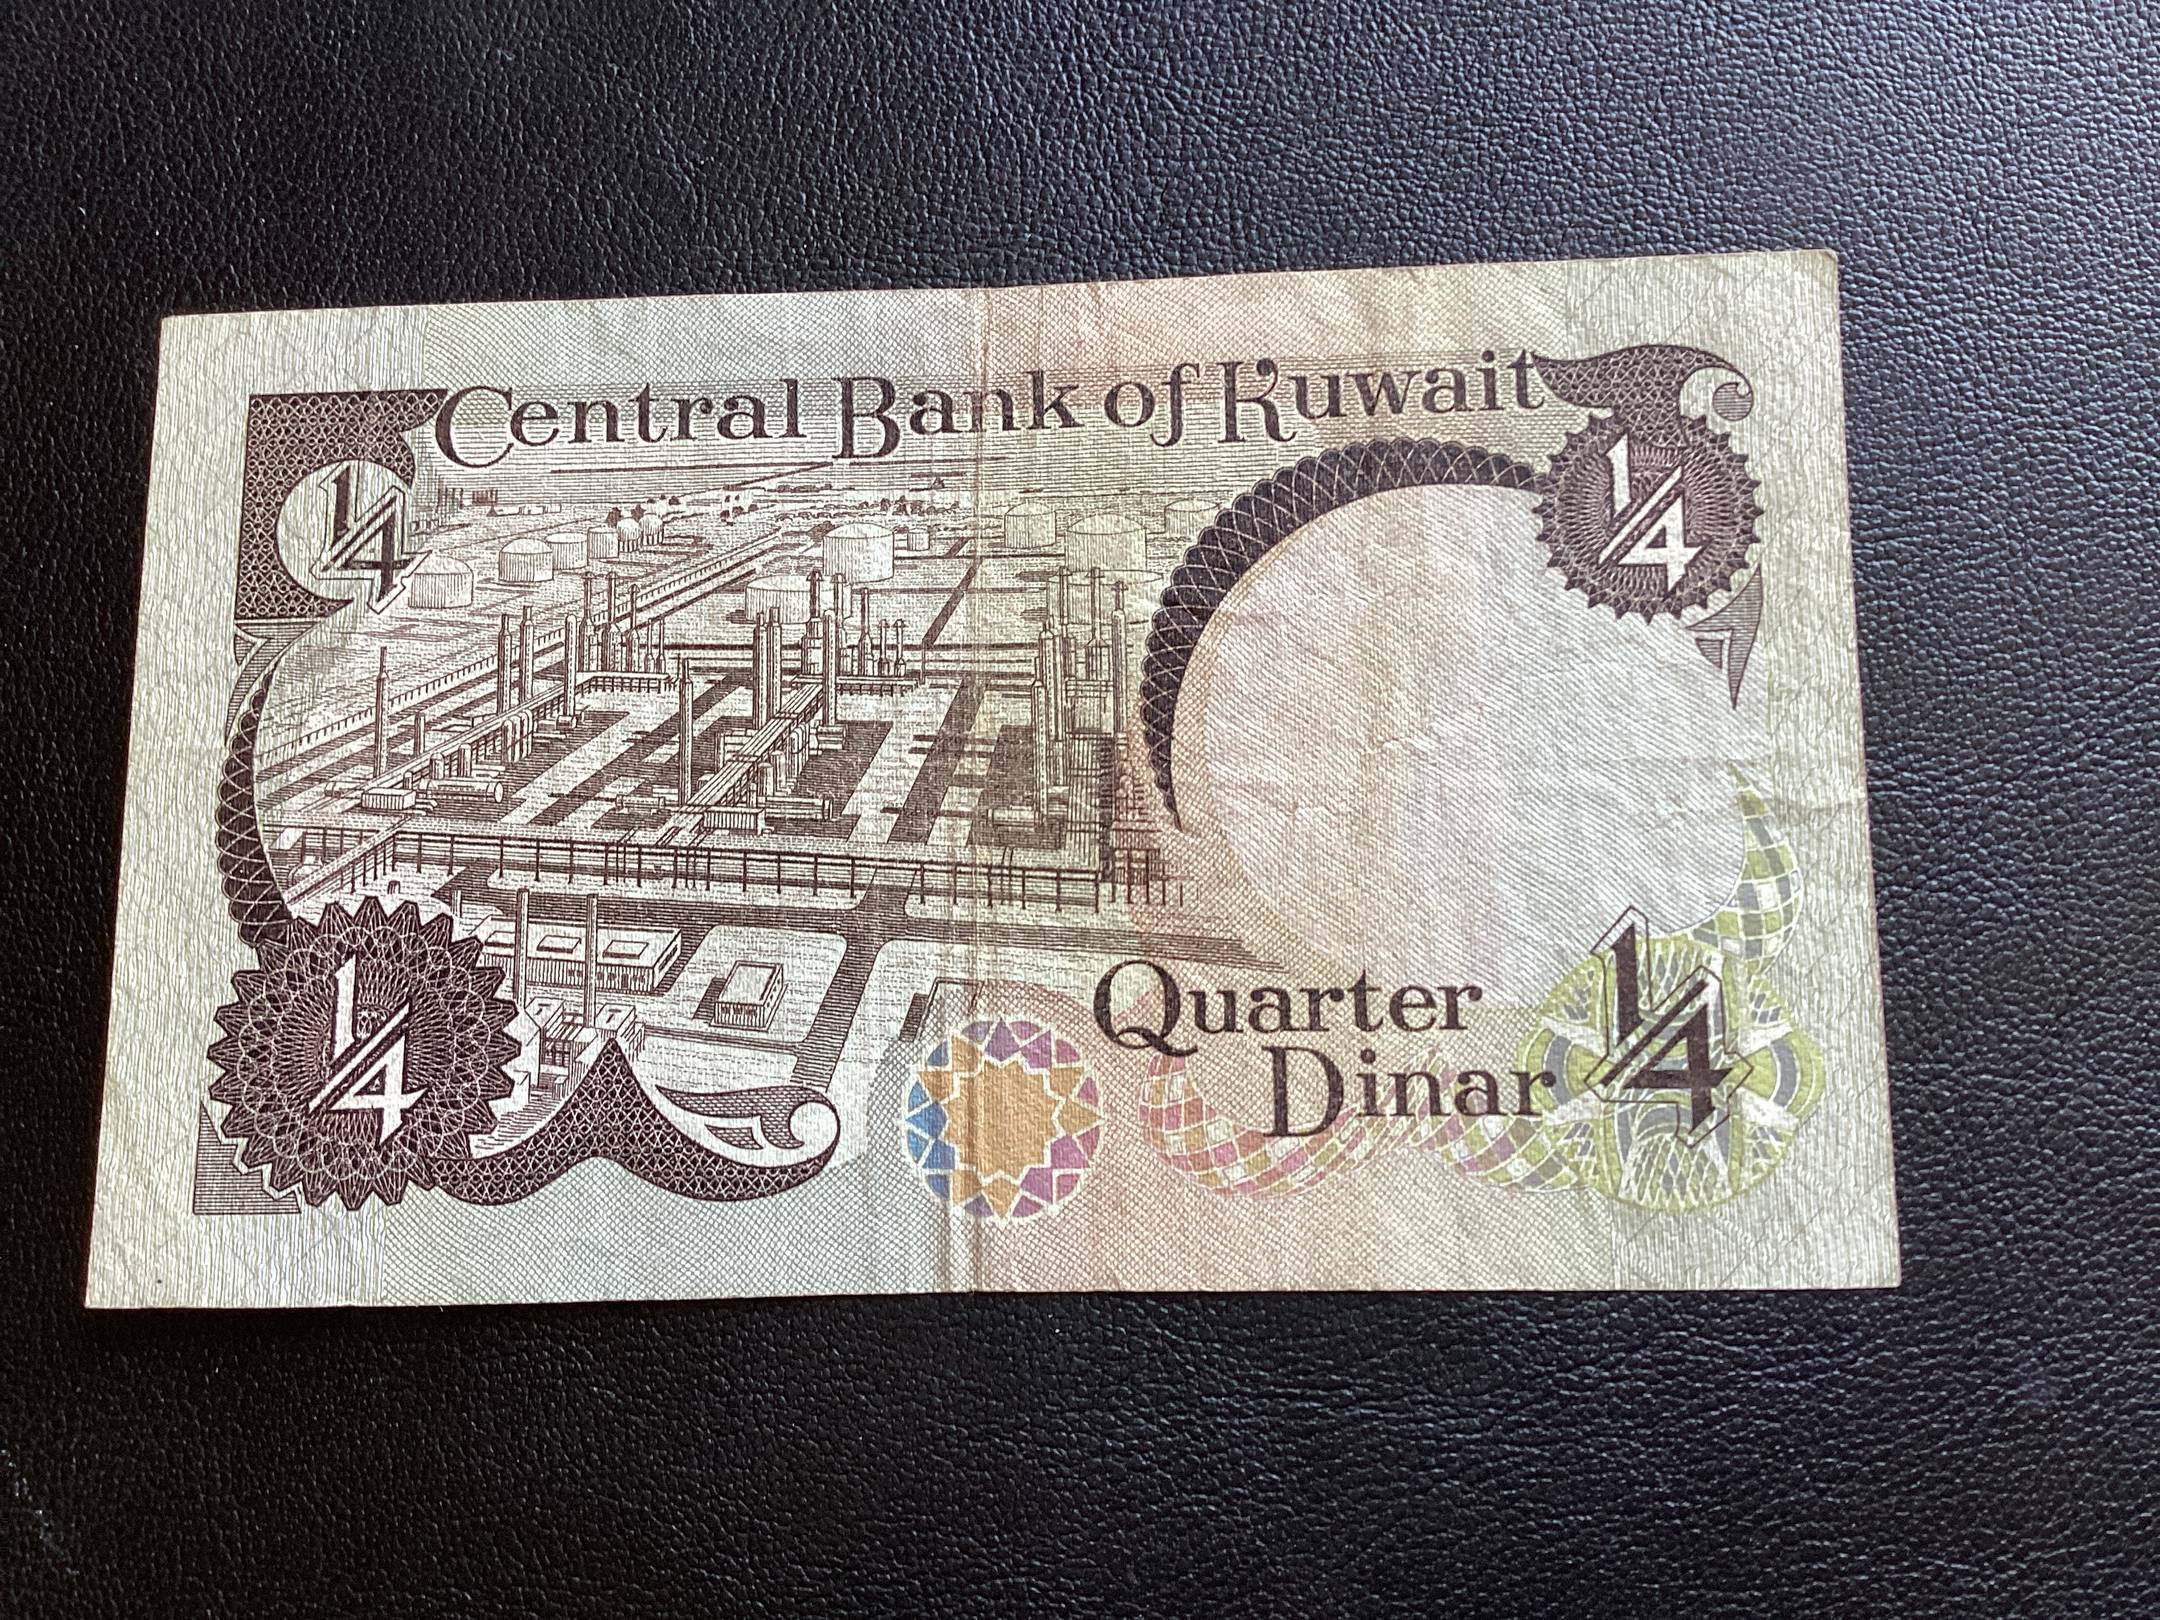 Central Bank of Kuwait
1/4
1/4
1/4
Quarter
Dinar
1/4